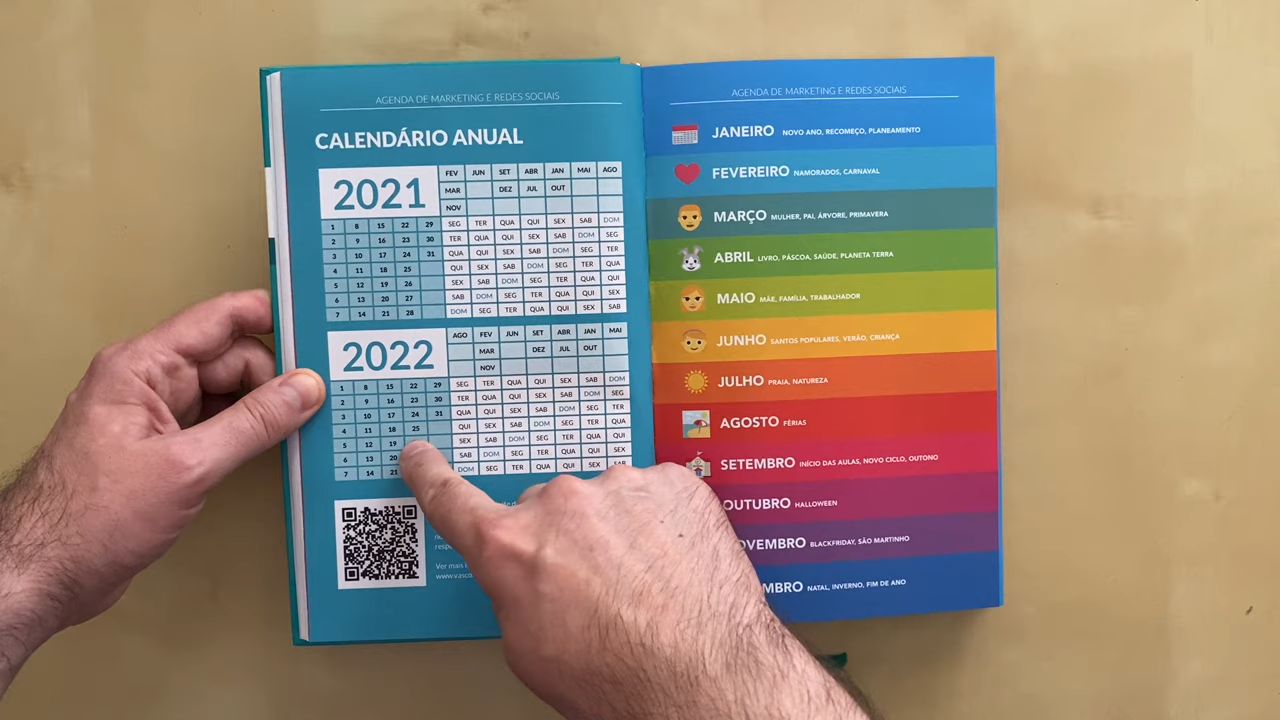 AGENDA DE MARKETING E REDES SOCIAIS
CALENDÁRIO ANUAL
2021
FEV JUN SET ABR JAN MAI AGO
MAR DEZ JUL OUT
NOV
1 8 15 22 29 SEG TER QUA QUI SEX SAB DOM
2 9 16 23 30 TER QUA QUI SEX SAB DOM SEG
3 10 17 24 31 QUA QUI SEX SAB DOM SEG TER
4 11 18 25 QUI SEX SAB DOM SEG TER QUA
5 12 19 26 SEX SAB DOM SEG TER QUA QUI
6 13 20 27 SAB DOM SEG TER QUA QUI SEX
7 14 21 28 DOM SEG TER QUA QUI SEX SAB
2022
AGO FEV JUN SET ABR JAN MAI
MAR DEZ JUL OUT
NOV
1 8 15 22 29 SEG TER QUA QUI SEX SAB DOM
2 9 16 23 30 TER QUA QUI SEX SAB DOM SEG
3 10 17 24 31 QUA QUI SEX SAB DOM SEG TER
4 11 18 25 QUI SEX SAB DOM SEG TER QUA
5 12 19 SEX SAB DOM SEG TER QUA QUI
6 13 20 SAB DOM SEG TER QUA QUI SEX
7 14 21 DOM SEG TER QUA QUI SEX SAB
Ver mais
www.vasco
AGENDA DE MARKETING E REDES SOCIAIS
JANEIRO NOVO ANO, RECOMEÇO, PLANEAMENTO
FEVEREIRO NAMORADOS, CARNAVAL
MARÇO MULHER, PAI, ÁRVORE, PRIMAVERA
ABRIL LIVRO, PÁSCOA, SAÚDE, PLANETA TERRA
MAIO MÃE, FAMÍLIA, TRABALHADOR
JUNHO SANTOS POPULARES, VERÃO, CRIANÇA
JULHO PRAIA, NATUREZA
AGOSTO FÉRIAS
SETEMBRO INÍCIO DAS AULAS, NOVO CICLO, OUTONO
OUTUBRO HALLOWEEN
OVEMBRO BLACKFRIDAY, SÃO MARTINHO
MBRO NATAL, INVERNO, FIM DE ANO